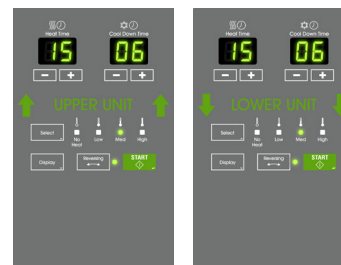 Heat Time
Cool Down Time
15
06
UPPER UNIT
Select
No Heat
Low
Med
High
Display
Reversing
START
Heat Time
Cool Down Time
15
06
LOWER UNIT
Select
No Heat
Low
Med
High
Display
Reversing
START